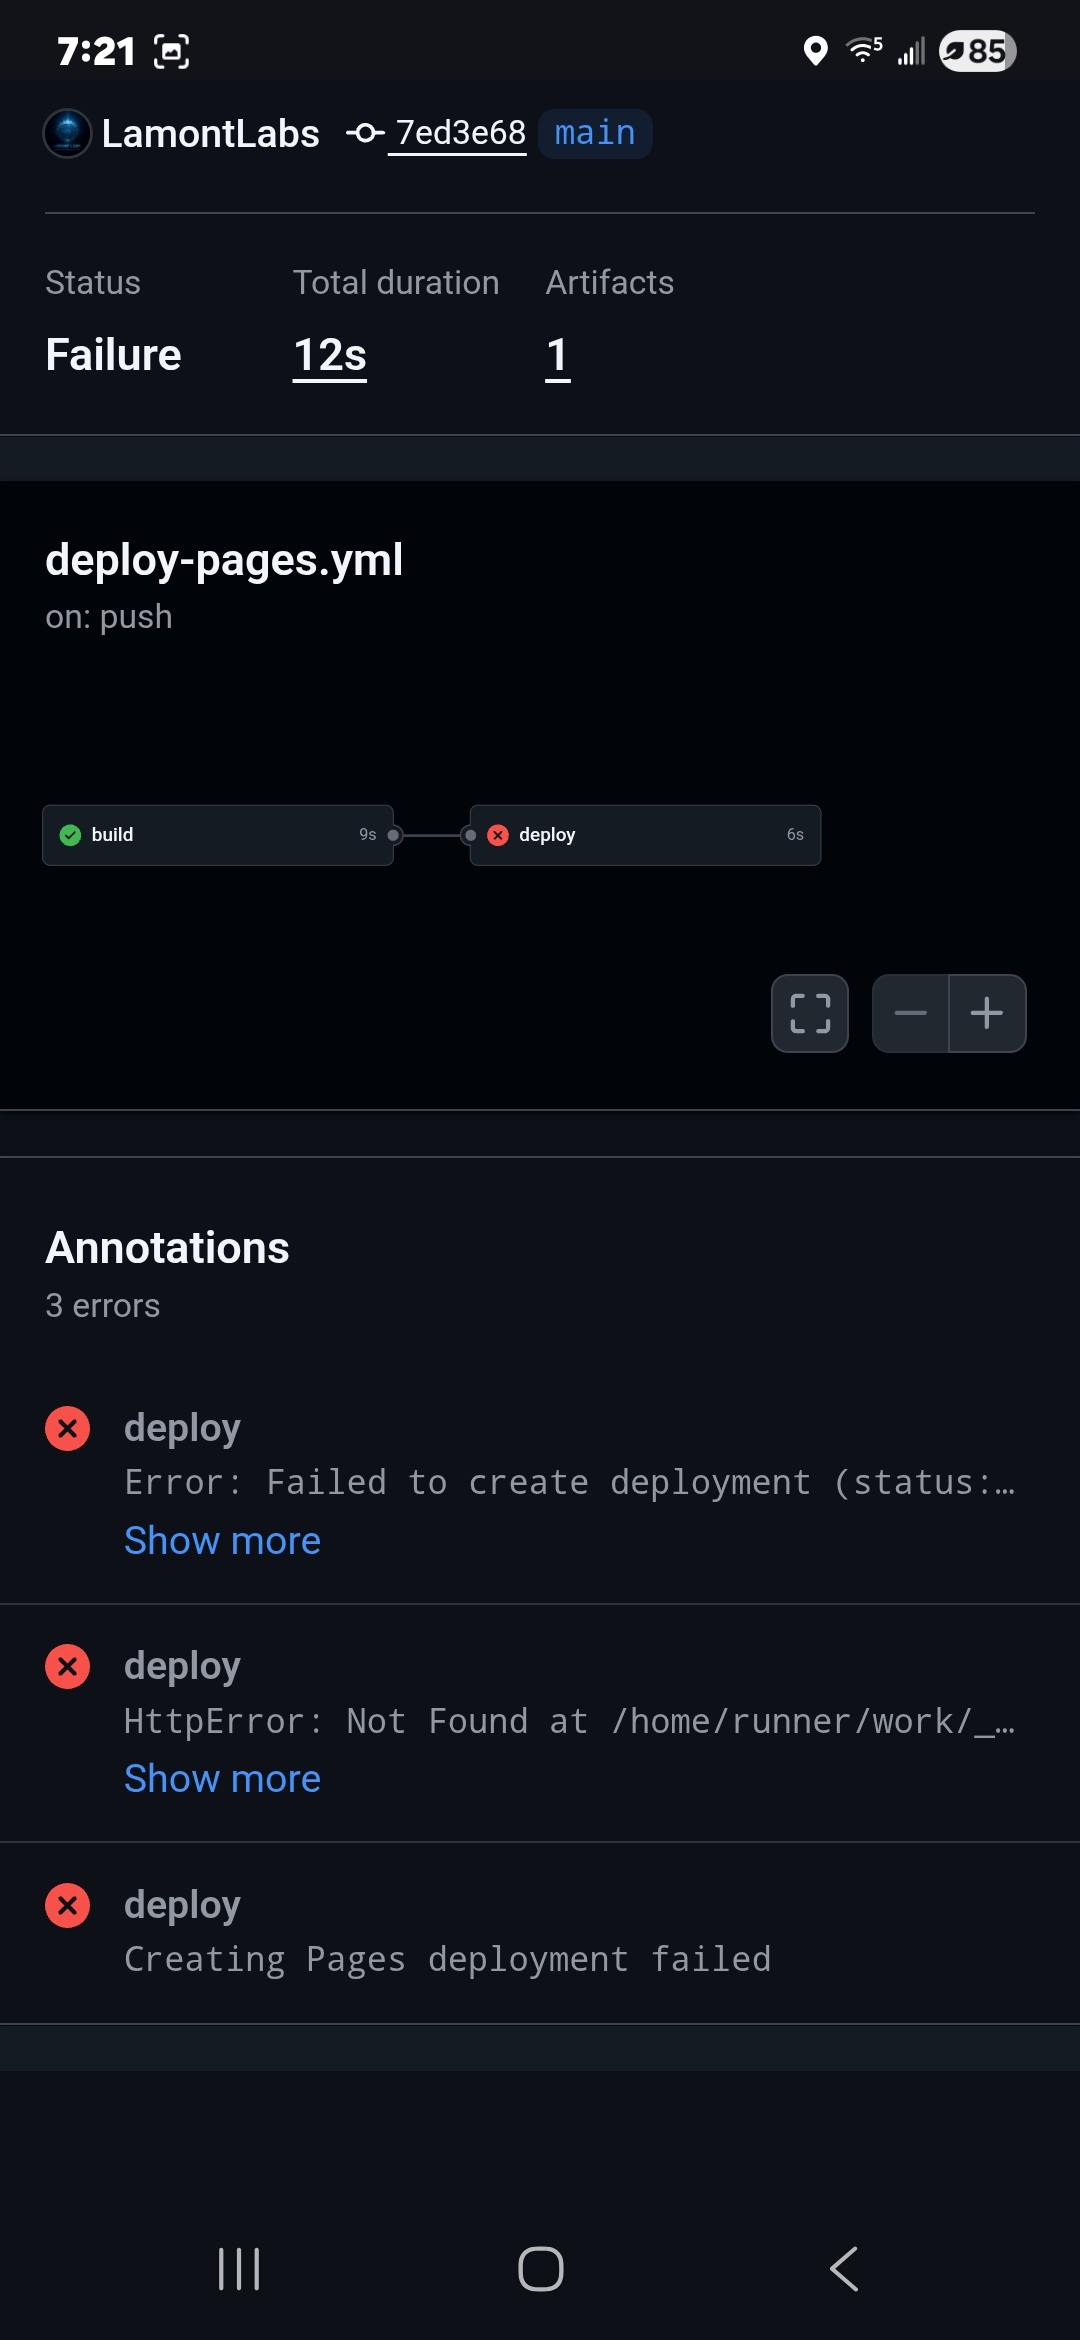 7:21
5
85
LamontLabs 7ed3e68 main
Status Total duration Artifacts
Failure 12s 1
deploy-pages.yml
on: push
build 9s deploy 6s
Annotations
3 errors
deploy
Error: Failed to create deployment (status:…
Show more
deploy
HttpError: Not Found at /home/runner/work/_…
Show more
deploy
Creating Pages deployment failed